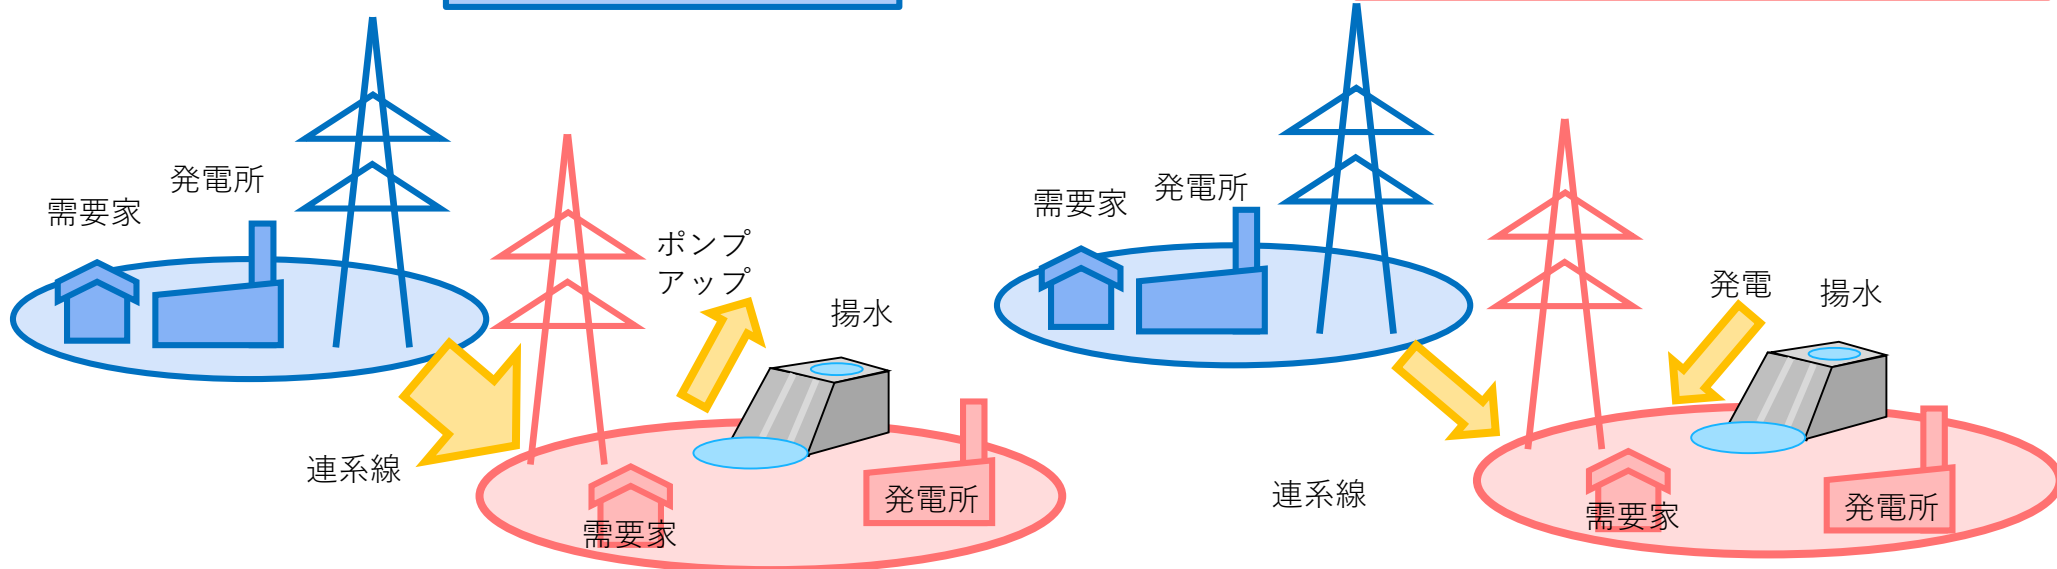 発電所
需要家
ポンプ
アップ
揚水
連系線
発電所
需要家
発電所
需要家
発電
揚水
連系線
発電所
需要家